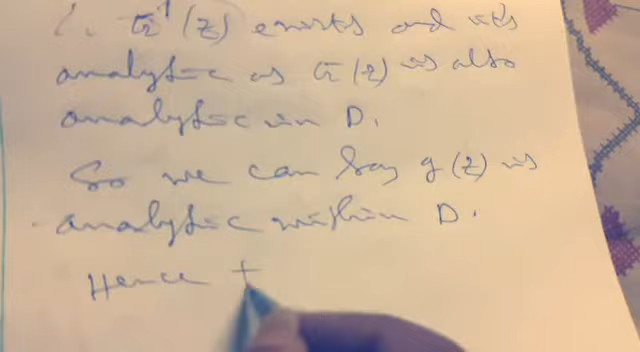 (z) exists and it's
analytic as (z) is also
analytic in D.
So we can say g(z) is
analytic within D.
Hence t